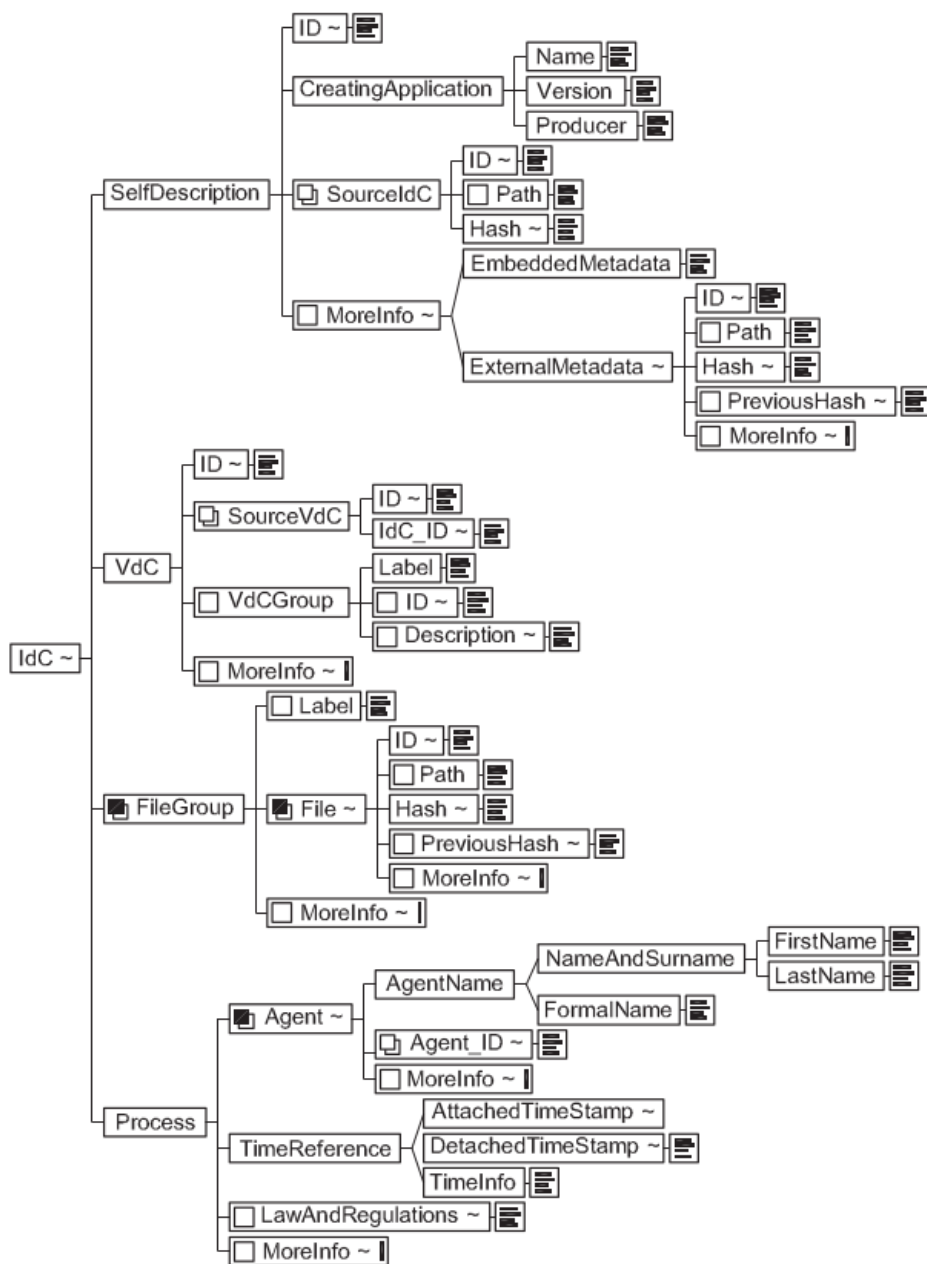 ID ~
CreatingApplication
Name
Version
Producer
SelfDescription
SourceIdC
ID ~
Path
Hash ~
MoreInfo ~
EmbeddedMetadata
ExternalMetadata ~
ID ~
Path
Hash ~
PreviousHash ~
MoreInfo ~
IdC ~
VdC
ID ~
SourceVdC
ID ~
IdC_ID ~
VdCGroup
Label
ID ~
Description ~
MoreInfo ~
FileGroup
Label
File ~
ID ~
Path
Hash ~
PreviousHash ~
MoreInfo ~
MoreInfo ~
Process
Agent ~
AgentName
NameAndSurname
FirstName
LastName
FormalName
Agent_ID ~
MoreInfo ~
TimeReference
AttachedTimeStamp ~
DetachedTimeStamp ~
TimeInfo
LawAndRegulations ~
MoreInfo ~